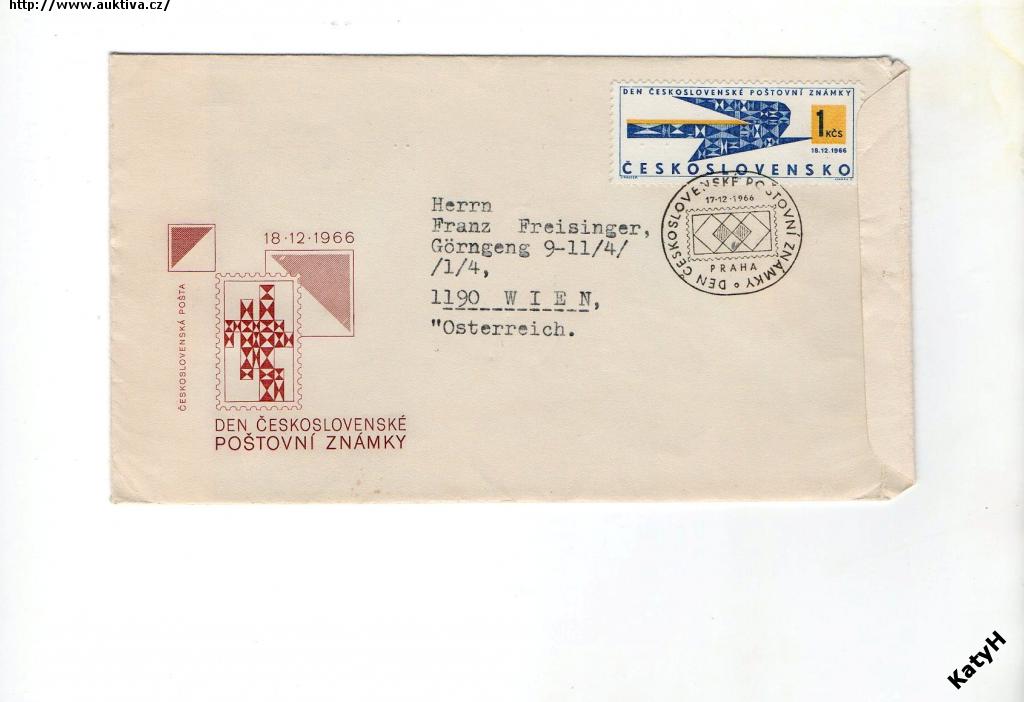 http://www.auktiva.cz/
DEN ČESKOSLOVENSKÉ POŠTOVNÍ ZNÁMKY
1 KČS
18.12.1966
ČESKOSLOVENSKO
DEN ČESKOSLOVENSKÉ POŠTOVNÍ ZNÁMKY
17-12-1966
PRAHA
Herrn
Franz Freisinger,
Görngeng 9-11/4/
/1/4,
1190 W I E N,
"Osterreich.
18·12·1966
ČESKOSLOVENSKÁ POŠTA
DEN ČESKOSLOVENSKÉ
POŠTOVNÍ ZNÁMKY
KatyH